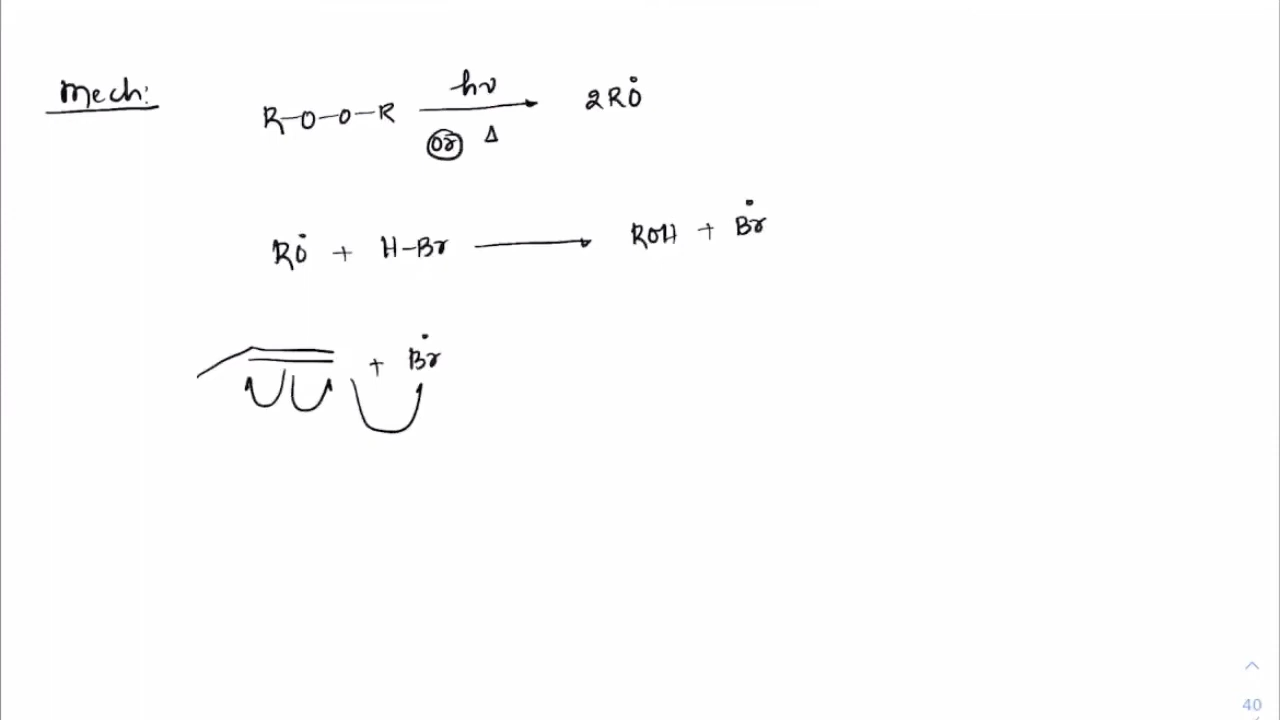 Mech:
R-O-O-R hν 2RȮ
or Δ
RȮ + H-Br ROH + Ḃr
+ Ḃr
40